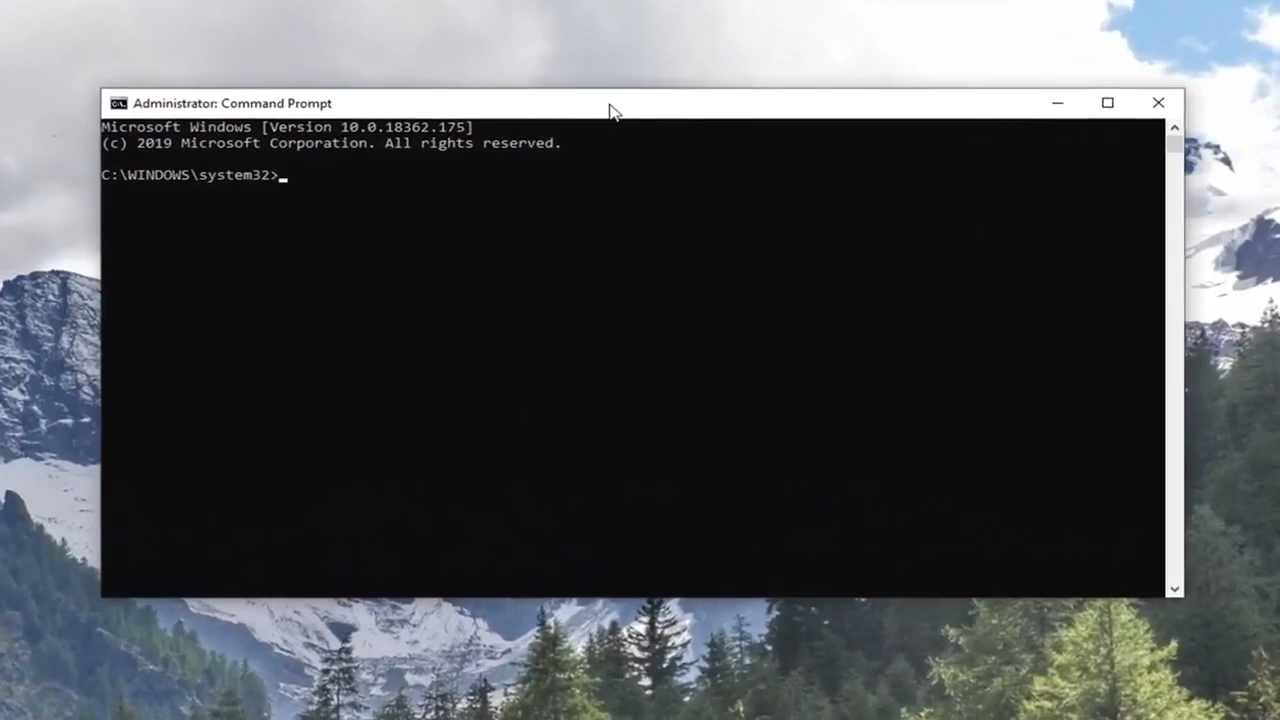 Administrator: Command Prompt
Microsoft Windows [Version 10.0.18362.175]
(c) 2019 Microsoft Corporation. All rights reserved.
C:\WINDOWS\system32>